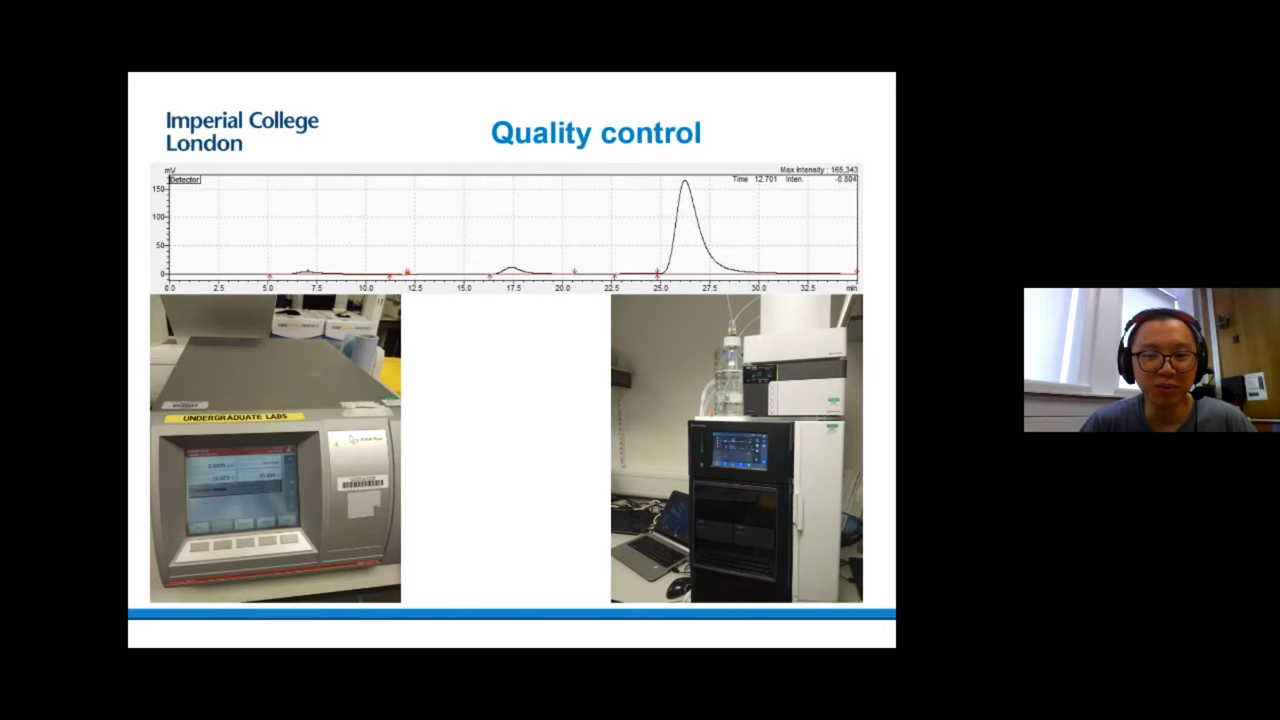 Imperial College
London
Quality control
mV
Max Intensity : 165,343
Detector
Time 12.701 Inten. -0.804
150
100
50
0
0.0 2.5 5.0 7.5 10.0 12.5 15.0 17.5 20.0 22.5 25.0 27.5 30.0 32.5 min
UNDERGRADUATE LABS
Anton Paar